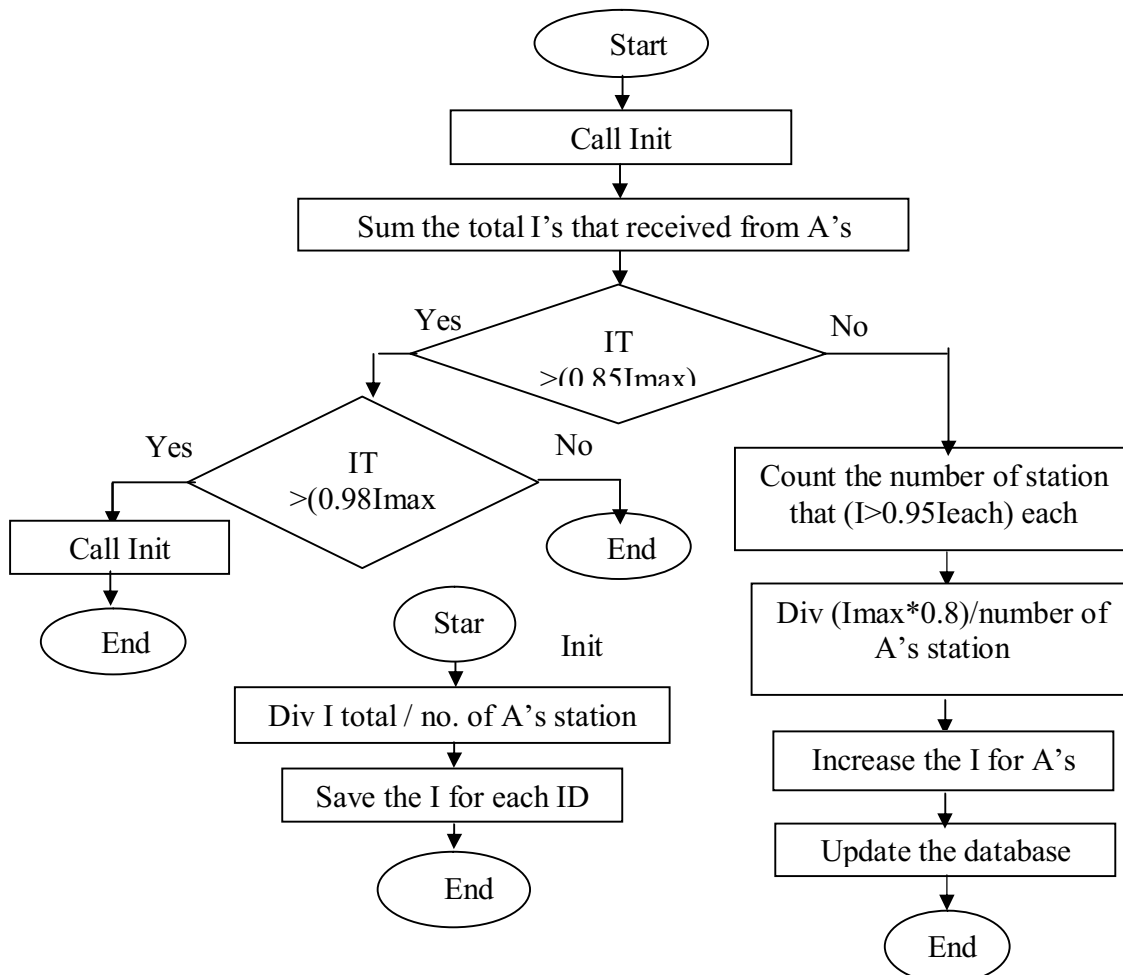 Start
Call Init
Sum the total I’s that received from A’s
Yes
No
IT
>(0.85Imax)
Yes
No
IT
>(0.98Imax
Count the number of station
that (I>0.95Ieach) each
Call Init
End
End
Div (Imax*0.8)/number of
A’s station
Star
Init
Div I total / no. of A’s station
Increase the I for A’s
Save the I for each ID
Update the database
End
End